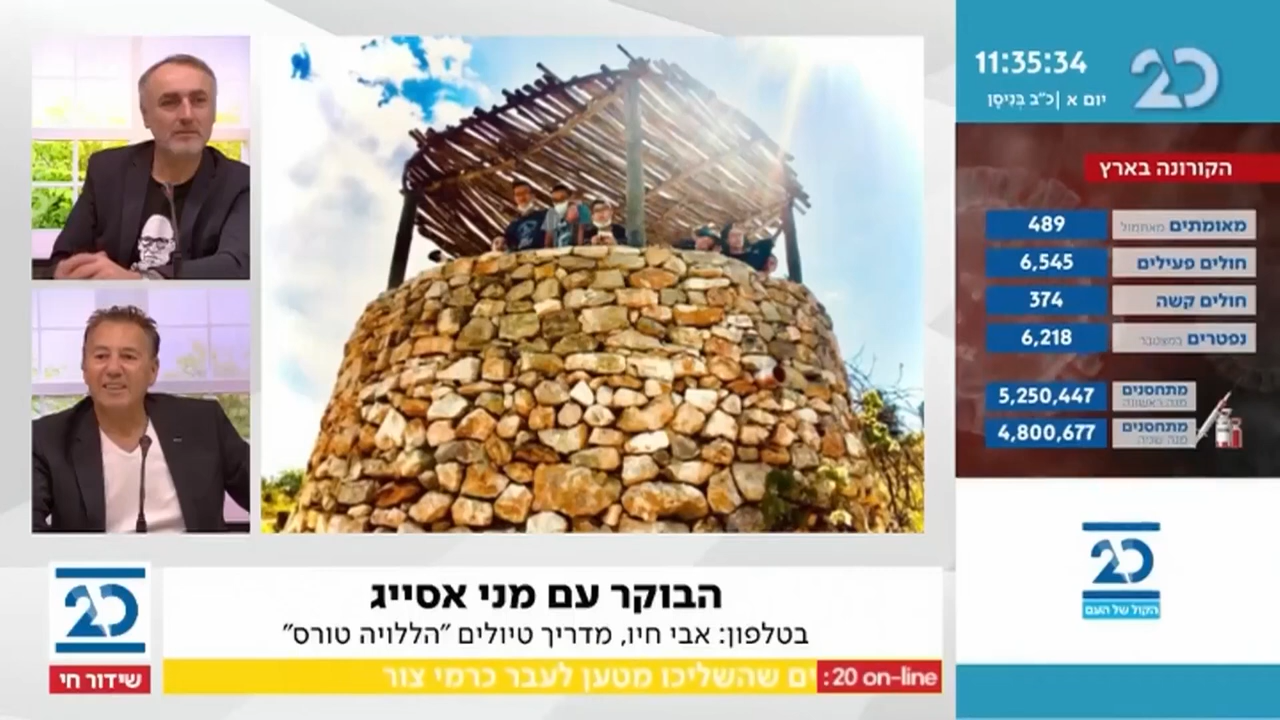 11:35:34
20
יום א | כ״ב בְּנִיסָן
הקורונה בארץ
מאומתים מאתמול 489
חולים פעילים 6,545
חולים קשה 374
נפטרים במצטבר 6,218
מתחסנים מנה ראשונה 5,250,447
מתחסנים מנה שניה 4,800,677
20
הקול של העם
20
הבוקר עם מני אסייג
בטלפון: אבי חיו, מדריך טיולים "הללויה טורס"
שידור חי
20 on-line :
ים שהשליכו מטען לעבר כרמי צור